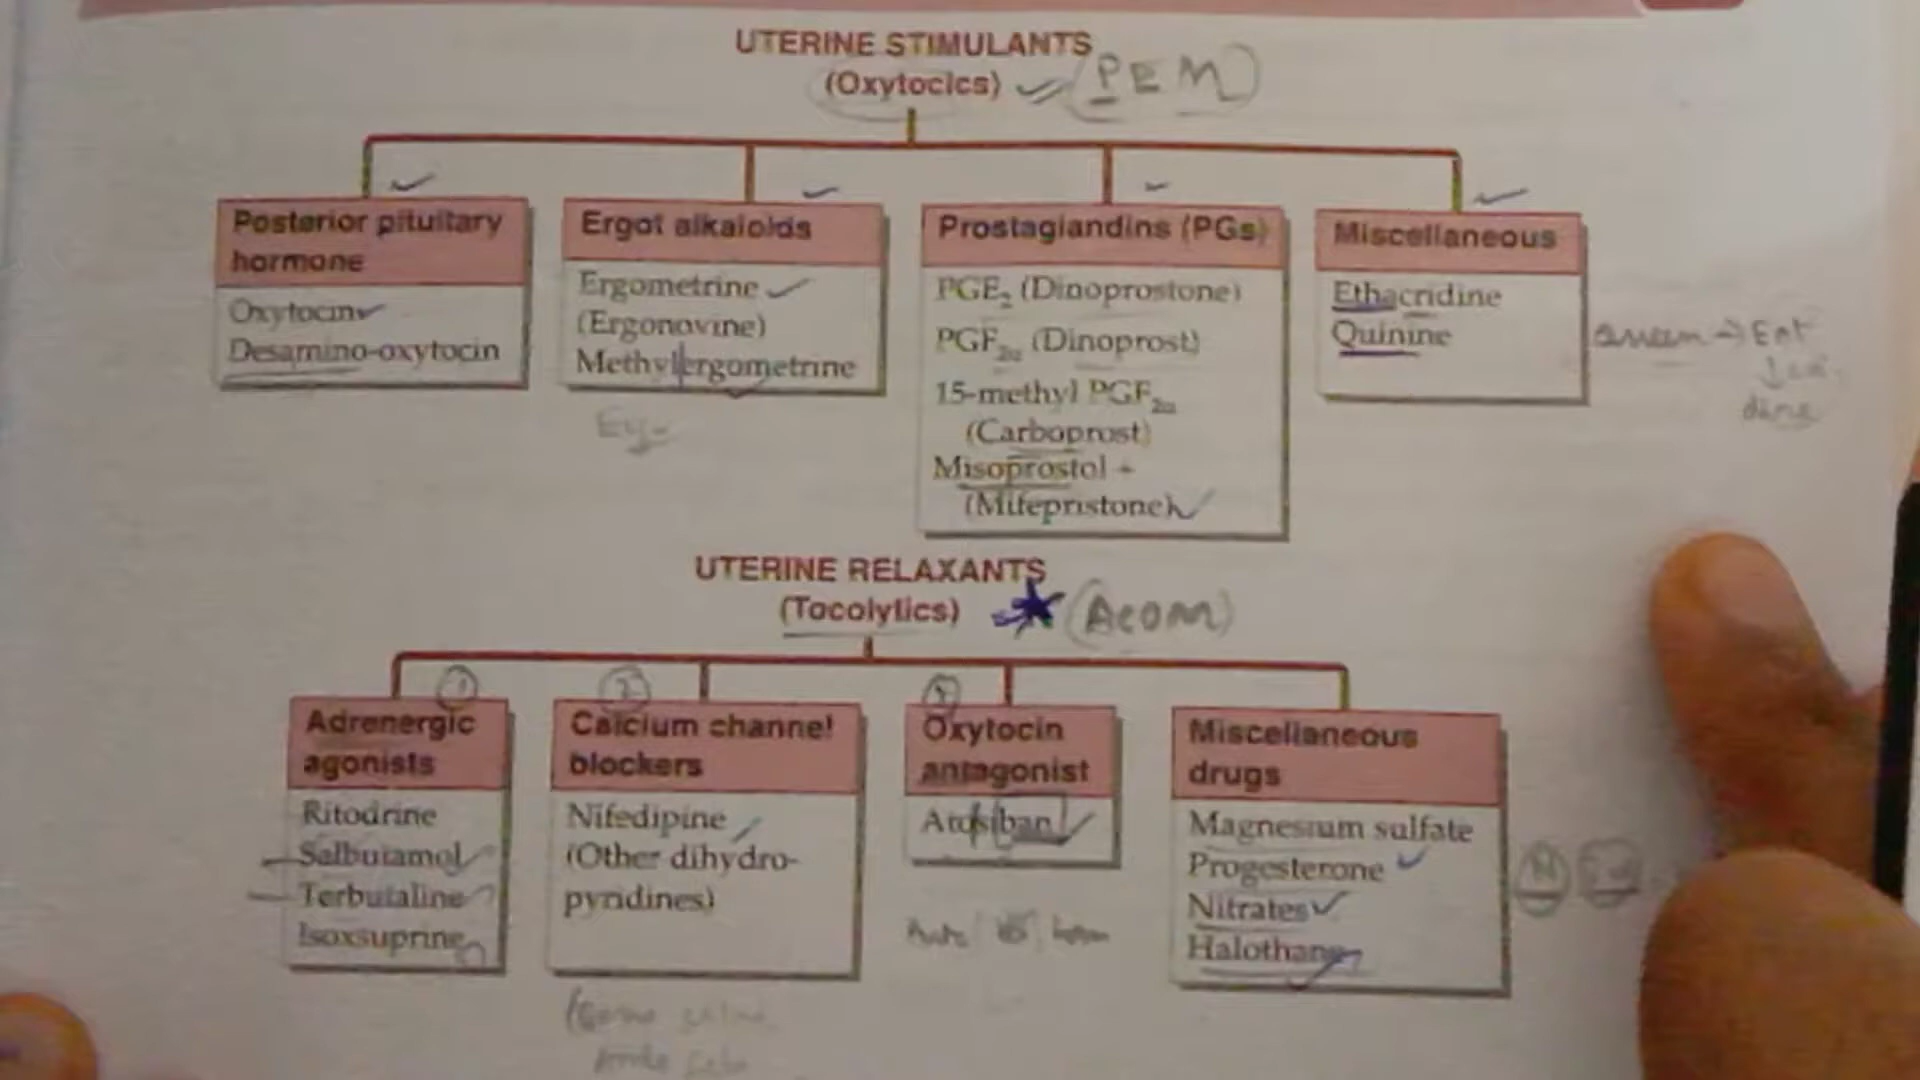 UTERINE STIMULANTS
(Oxytocics) (PEM)
Posterior pituitary
hormone
Oxytocin
Desamino-oxytocin
Ergot alkaloids
Ergometrine
(Ergonovine)
Methylergometrine
Prostaglandins (PGs)
PGE₂ (Dinoprostone)
PGF₂α (Dinoprost)
15-methyl PGF₂α
(Carboprost)
Misoprostol +
(Mifepristone)
Miscellaneous
Ethacridine
Quinine
UTERINE RELAXANTS
(Tocolytics) (ACOM)
1
Adrenergic
agonists
Ritodrine
Salbutamol
Terbutaline
Isoxsuprine
2
Calcium channel
blockers
Nifedipine
(Other dihydro-
pyridines)
Oxytocin
antagonist
Atosiban
Miscellaneous
drugs
Magnesium sulfate
Progesterone
Nitrates
Halothane